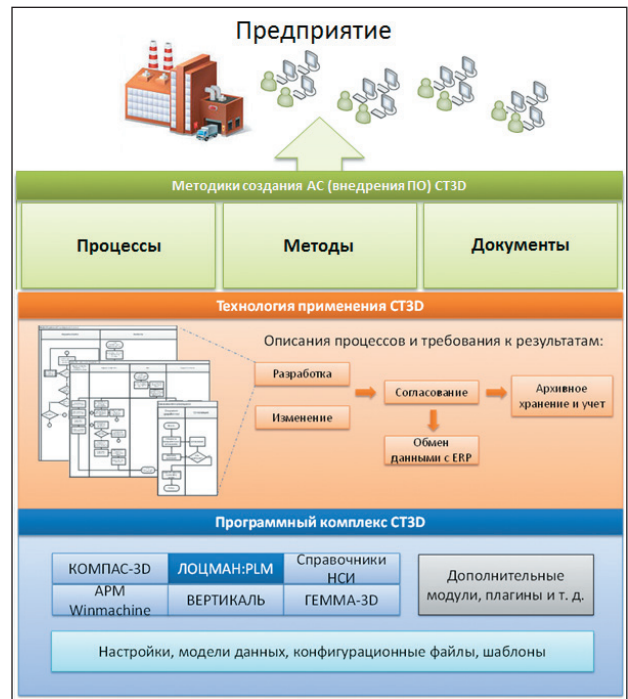 Предприятие
Методики создания АС (внедрения ПО) СТ3D
Процессы
Методы
Документы
Технология применения СТ3D
Описания процессов и требования к результатам:
Разработка
Изменение
Согласование
Архивное
хранение и учет
Обмен
данными с ERP
Программный комплекс СТ3D
КОМПАС-3D
ЛОЦМАН:PLM
Справочники
НСИ
АРМ
Winmachine
ВЕРТИКАЛЬ
ГЕММА-3D
Дополнительные
модули, плагины и т. д.
Настройки, модели данных, конфигурационные файлы, шаблоны